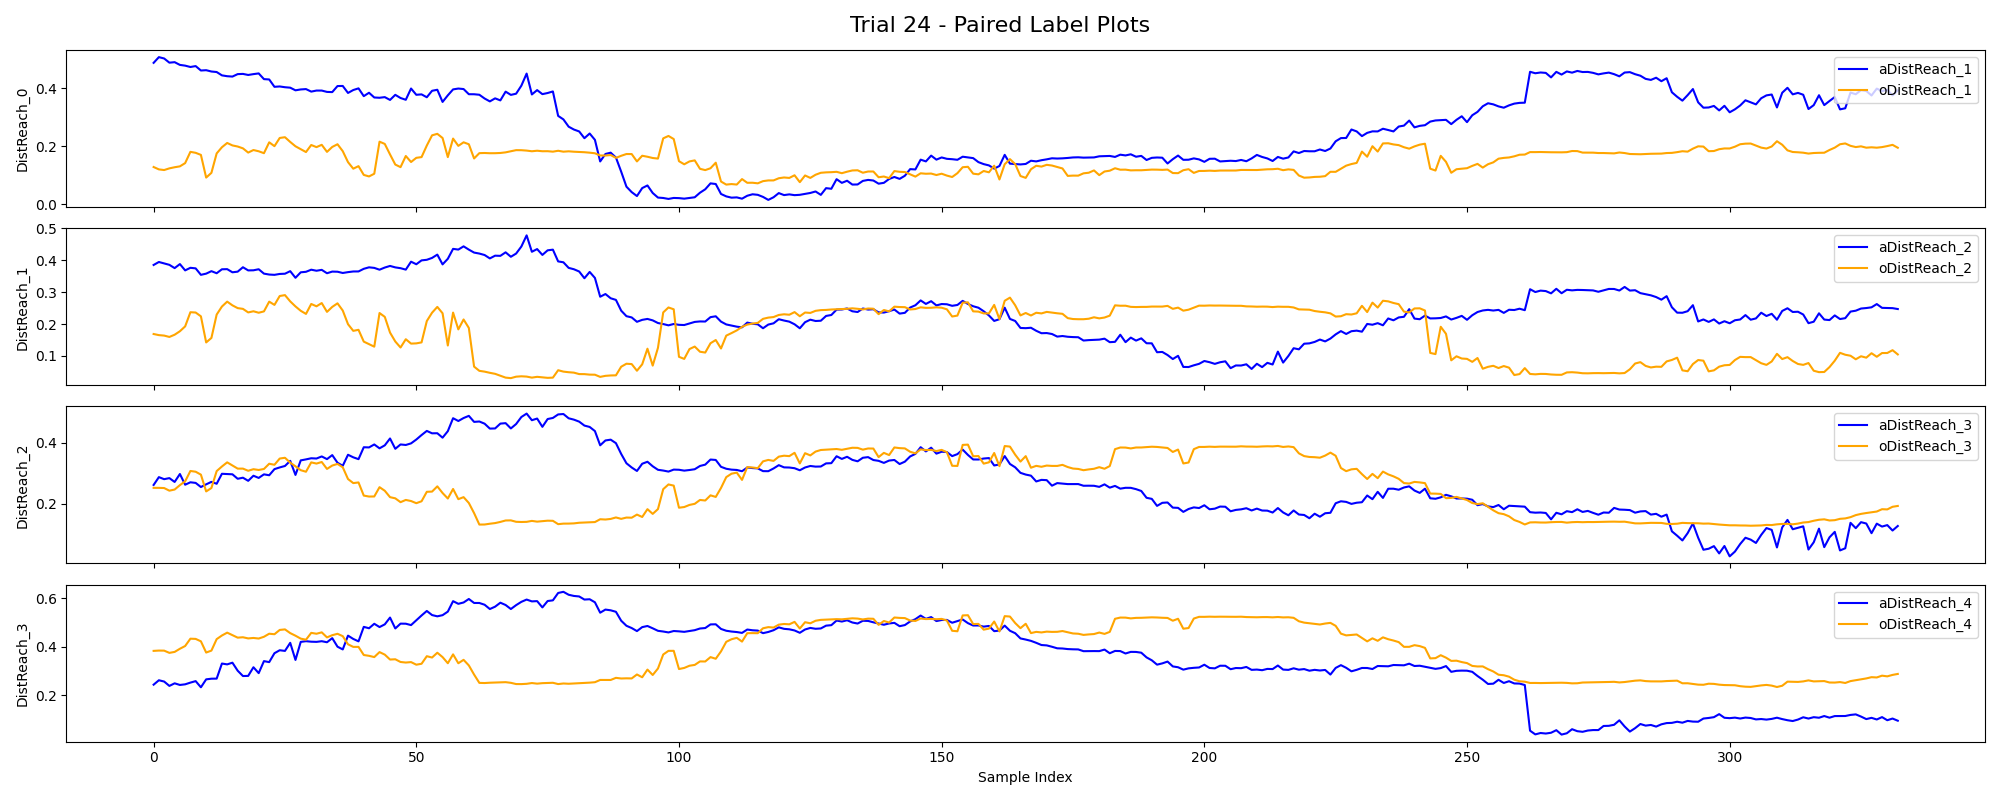 Trial 24 - Paired Label Plots
DistReach_0
0.4
0.2
0.0
aDistReach_1
oDistReach_1
DistReach_1
0.5
0.4
0.3
0.2
0.1
aDistReach_2
oDistReach_2
DistReach_2
0.4
0.2
aDistReach_3
oDistReach_3
DistReach_3
0.6
0.4
0.2
aDistReach_4
oDistReach_4
0 50 100 150 200 250 300
Sample Index